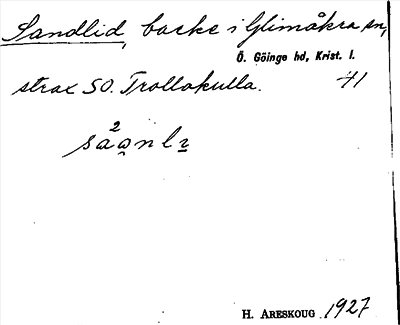 Sandlid, backe i Glimåkra sn,
Ö. Göinge hd, Krist. l.
strax SO. Trollakulla. 41
H. ARESKOUG 1927